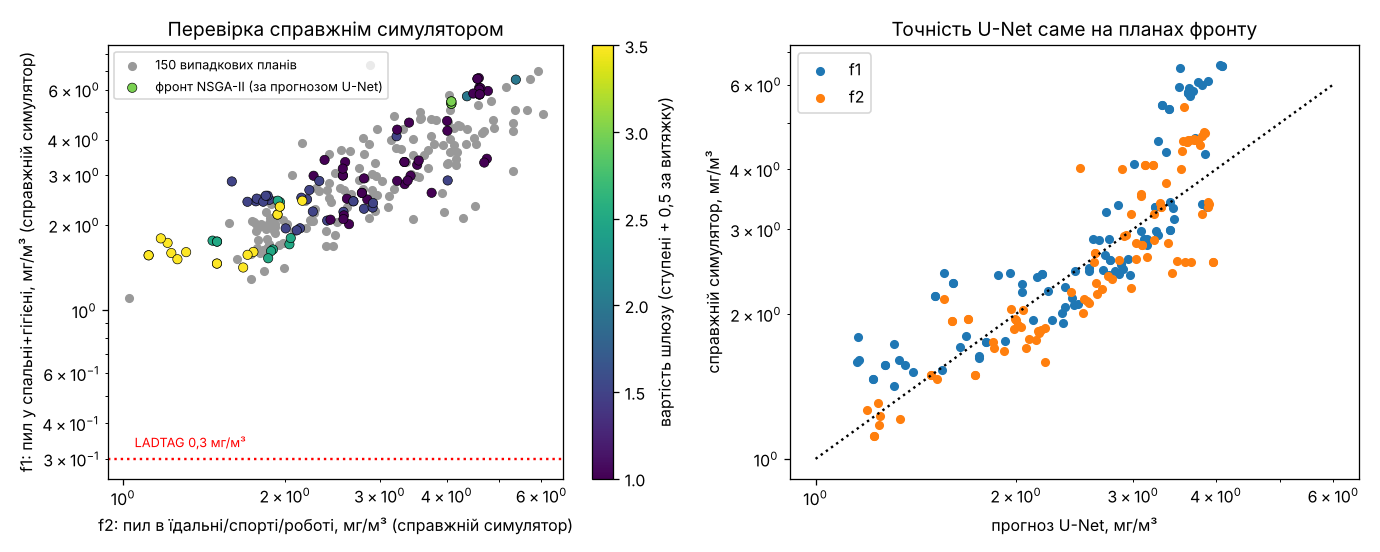 Перевірка справжнім симулятором
150 випадкових планів
фронт NSGA-II (за прогнозом U-Net)
6 × 10⁰
4 × 10⁰
3 × 10⁰
2 × 10⁰
10⁰
6 × 10⁻¹
4 × 10⁻¹
3 × 10⁻¹
f1: пил у спальні+гігієні, мг/м³ (справжній симулятор)
LADTAG 0,3 мг/м³
10⁰
2 × 10⁰
3 × 10⁰
4 × 10⁰
6 × 10⁰
f2: пил в їдальні/спорті/роботі, мг/м³ (справжній симулятор)
3.5
3.0
2.5
2.0
1.5
1.0
вартість шлюзу (ступені + 0,5 за витяжку)
Точність U-Net саме на планах фронту
f1
f2
6 × 10⁰
4 × 10⁰
3 × 10⁰
2 × 10⁰
10⁰
справжній симулятор, мг/м³
10⁰
2 × 10⁰
3 × 10⁰
4 × 10⁰
6 × 10⁰
прогноз U-Net, мг/м³